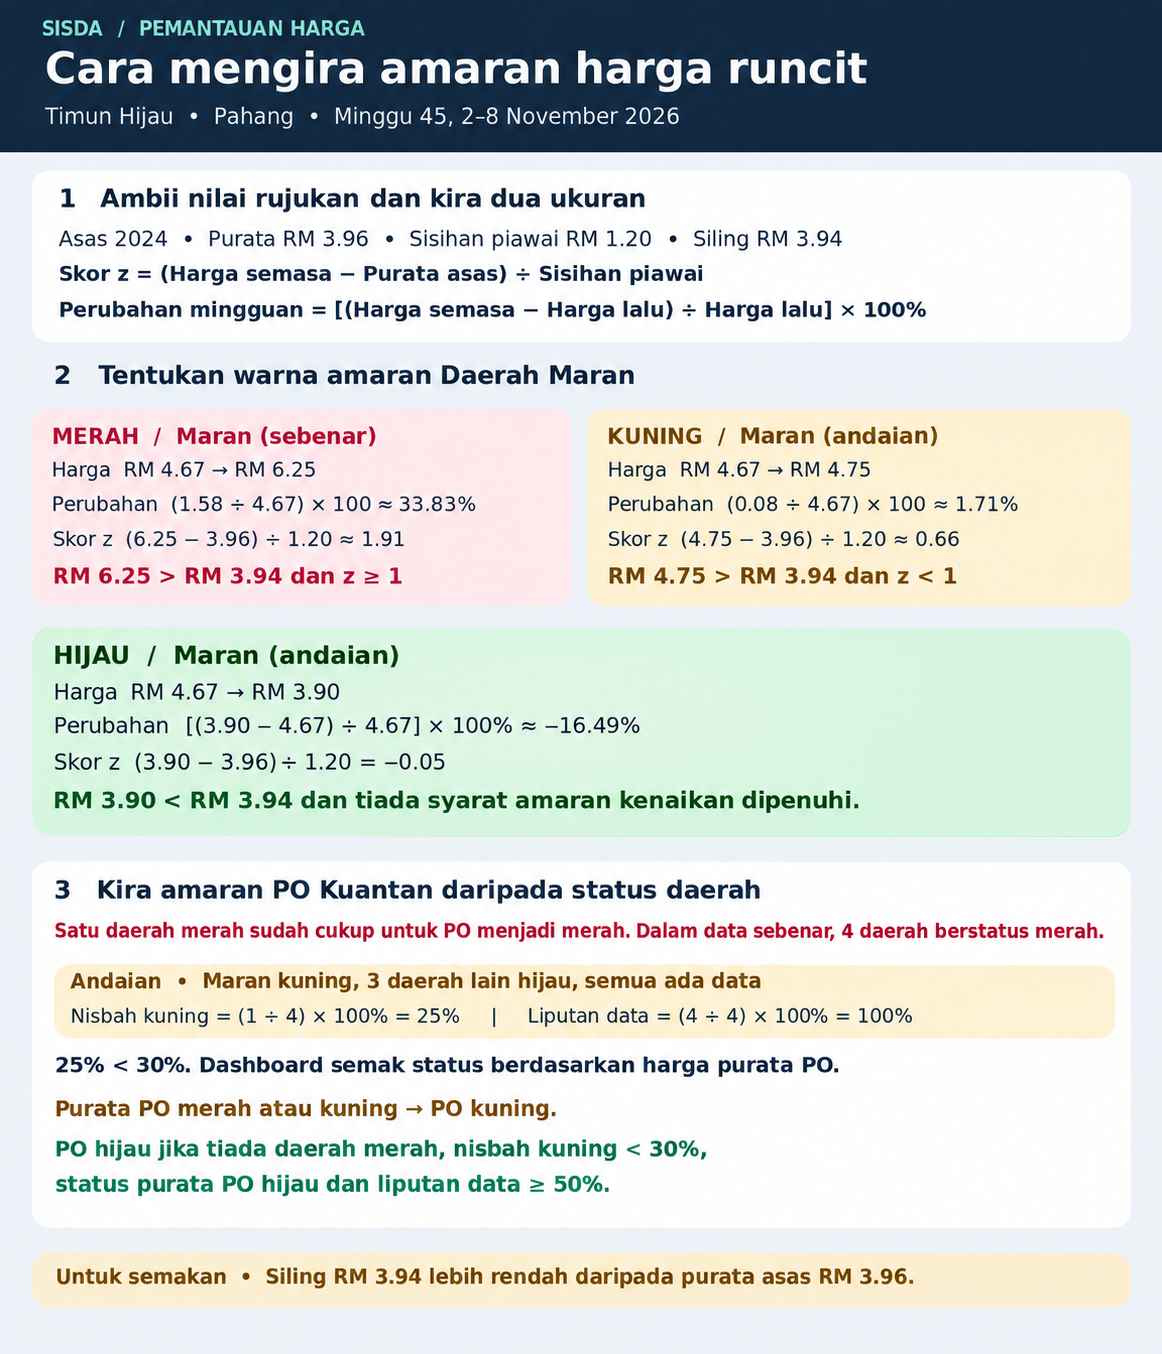 SISDA / PEMANTAUAN HARGA
Cara mengira amaran harga runcit
Timun Hijau • Pahang • Minggu 45, 2–8 November 2026
1 Ambii nilai rujukan dan kira dua ukuran
Asas 2024 • Purata RM 3.96 • Sisihan piawai RM 1.20 • Siling RM 3.94
Skor z = (Harga semasa − Purata asas) ÷ Sisihan piawai
Perubahan mingguan = [(Harga semasa − Harga lalu) ÷ Harga lalu] × 100%
2 Tentukan warna amaran Daerah Maran
MERAH / Maran (sebenar)
Harga RM 4.67 → RM 6.25
Perubahan (1.58 ÷ 4.67) × 100 ≈ 33.83%
Skor z (6.25 − 3.96) ÷ 1.20 ≈ 1.91
RM 6.25 > RM 3.94 dan z ≥ 1
KUNING / Maran (andaian)
Harga RM 4.67 → RM 4.75
Perubahan (0.08 ÷ 4.67) × 100 ≈ 1.71%
Skor z (4.75 − 3.96) ÷ 1.20 ≈ 0.66
RM 4.75 > RM 3.94 dan z < 1
HIJAU / Maran (andaian)
Harga RM 4.67 → RM 3.90
Perubahan [(3.90 − 4.67) ÷ 4.67] × 100% ≈ −16.49%
Skor z (3.90 − 3.96) ÷ 1.20 = −0.05
RM 3.90 < RM 3.94 dan tiada syarat amaran kenaikan dipenuhi.
3 Kira amaran PO Kuantan daripada status daerah
Satu daerah merah sudah cukup untuk PO menjadi merah. Dalam data sebenar, 4 daerah berstatus merah.
Andaian • Maran kuning, 3 daerah lain hijau, semua ada data
Nisbah kuning = (1 ÷ 4) × 100% = 25% | Liputan data = (4 ÷ 4) × 100% = 100%
25% < 30%. Dashboard semak status berdasarkan harga purata PO.
Purata PO merah atau kuning → PO kuning.
PO hijau jika tiada daerah merah, nisbah kuning < 30%,
status purata PO hijau dan liputan data ≥ 50%.
Untuk semakan • Siling RM 3.94 lebih rendah daripada purata asas RM 3.96.